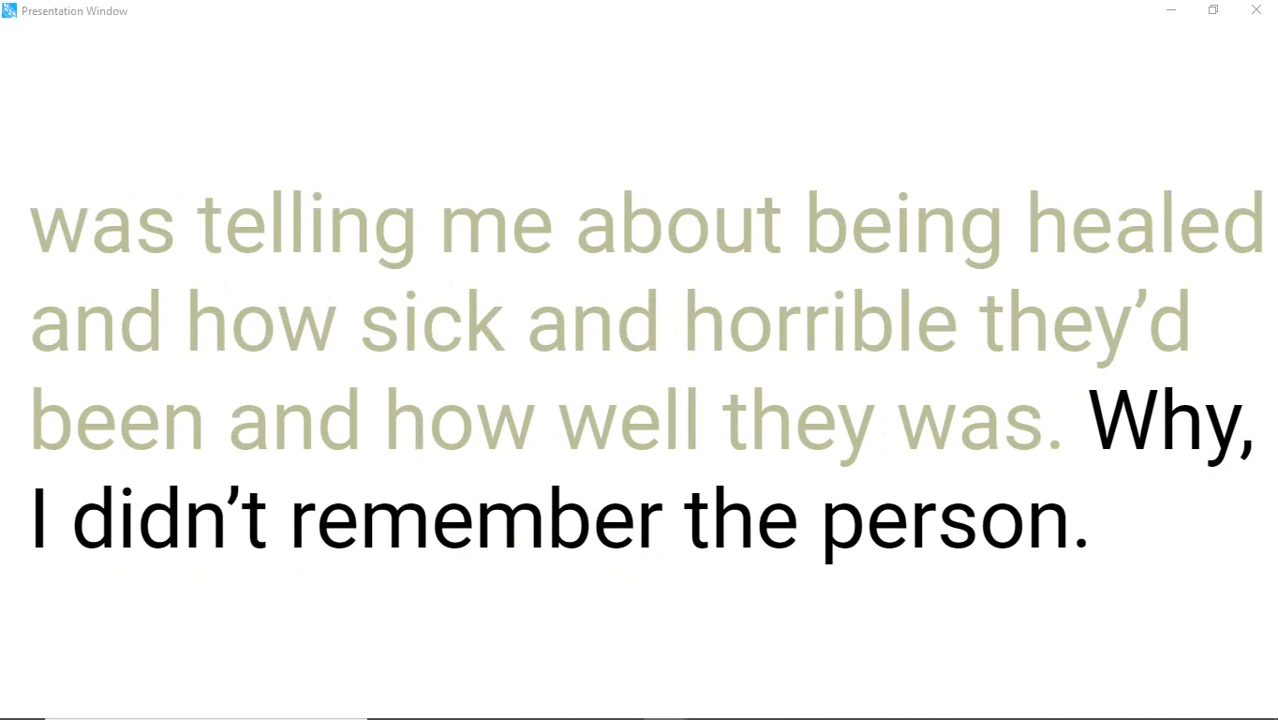 Presentation Window
was telling me about being healed
and how sick and horrible they’d
been and how well they was. Why,
I didn’t remember the person.